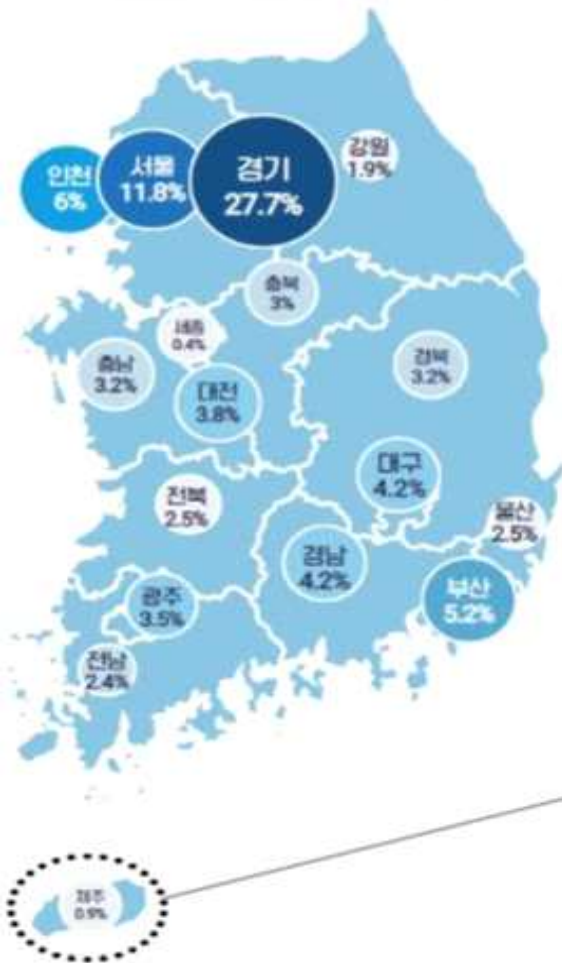 인천
6%
서울
11.8%
경기
27.7%
강원
1.9%
충북
3%
세종
0.4%
충남
3.2%
대전
3.8%
경북
3.2%
대구
4.2%
전북
2.5%
울산
2.5%
경남
4.2%
부산
5.2%
광주
3.5%
전남
2.4%
제주
0.9%